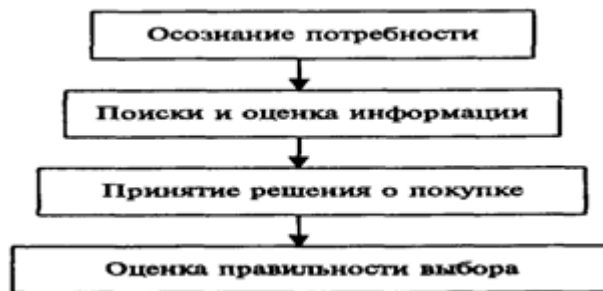 Осознание потребности
Поиски и оценка информации
Принятие решения о покупке
Оценка правильности выбора